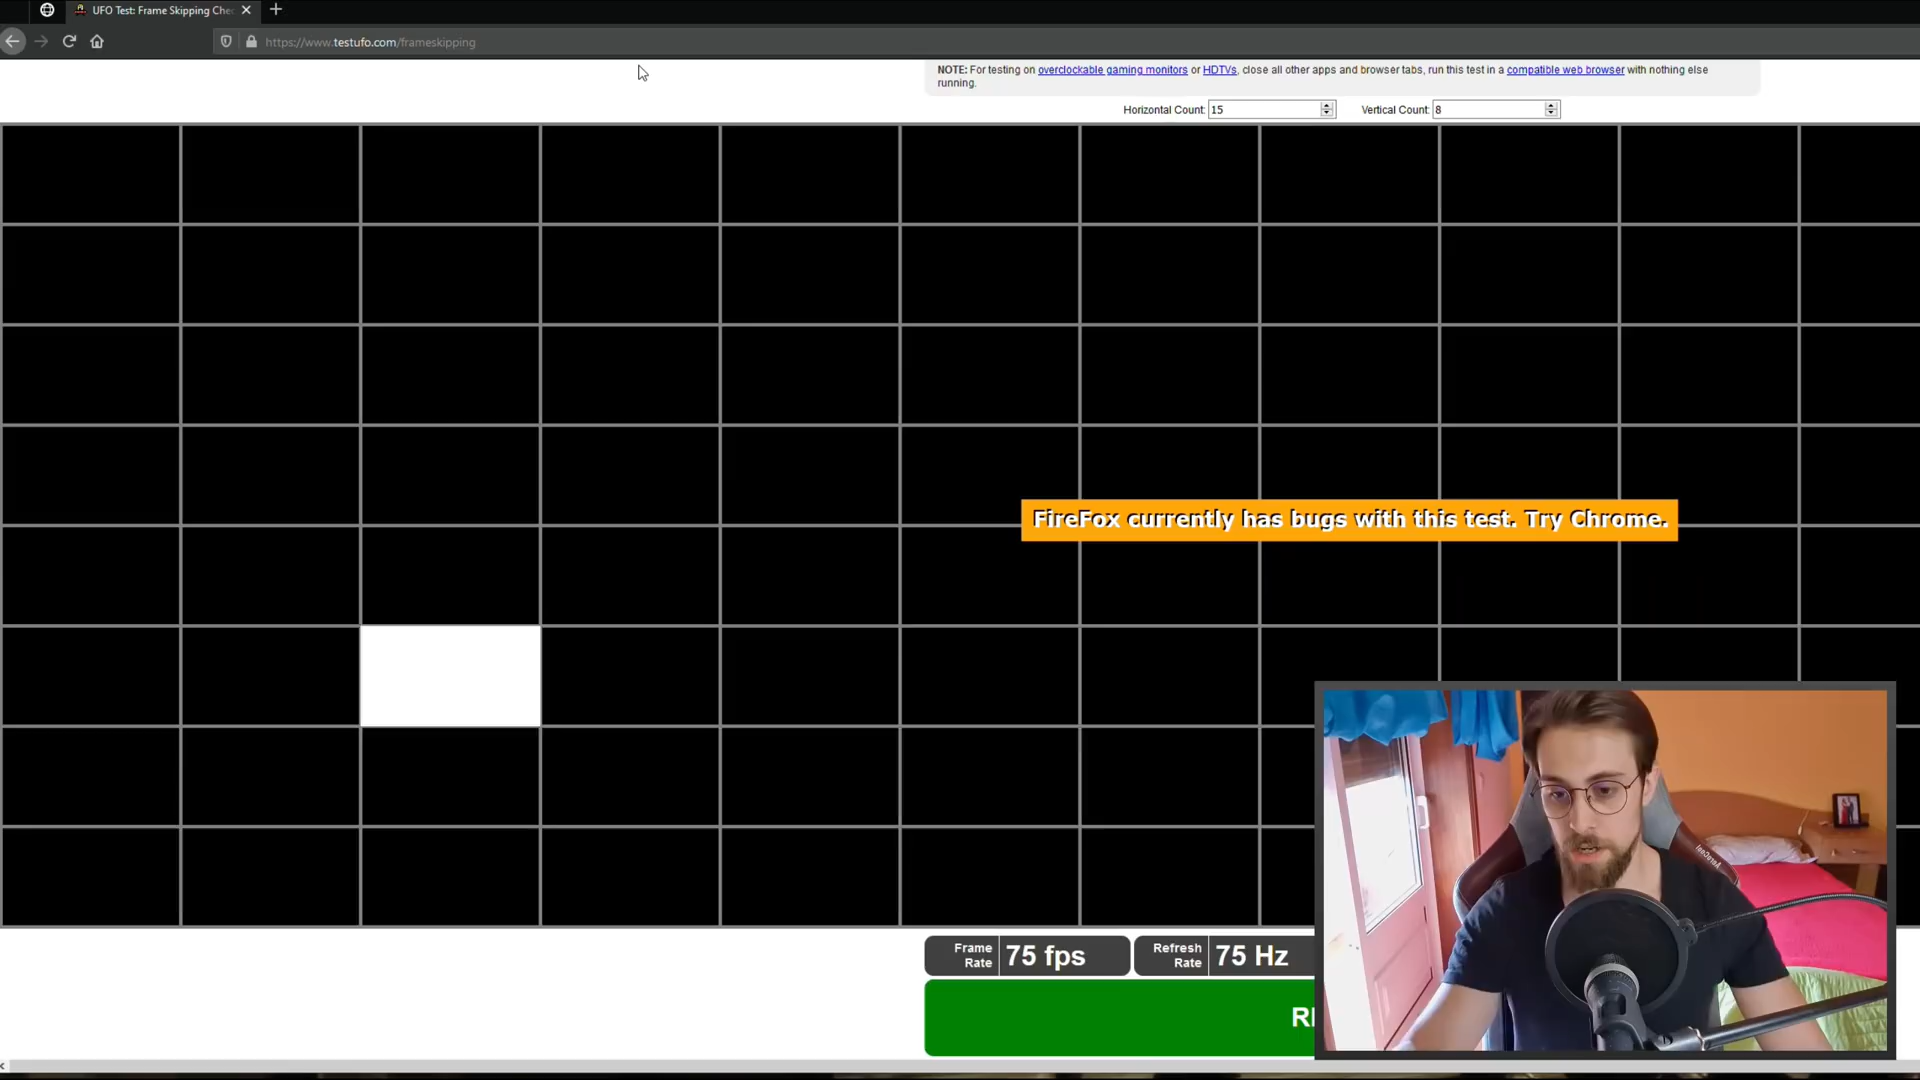 UFO Test: Frame Skipping Che
https://www.testufo.com/frameskipping
NOTE: For testing on overclockable gaming monitors or HDTVs, close all other apps and browser tabs, run this test in a compatible web browser with nothing else
running.
Horizontal Count: 15 Vertical Count: 8
FireFox currently has bugs with this test. Try Chrome.
Frame Rate 75 fps Refresh Rate 75 Hz